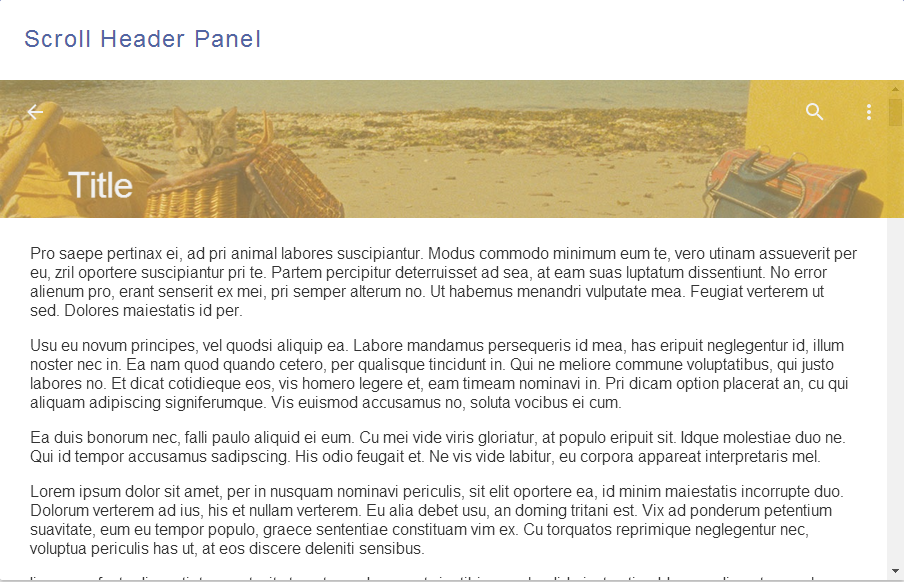 Scroll Header Panel
Title
Pro saepe pertinax ei, ad pri animal labores suscipiantur. Modus commodo minimum eum te, vero utinam assueverit per
eu, zril oportere suscipiantur pri te. Partem percipitur deterruisset ad sea, at eam suas luptatum dissentiunt. No error
alienum pro, erant senserit ex mei, pri semper alterum no. Ut habemus menandri vulputate mea. Feugiat verterem ut
sed. Dolores maiestatis id per.
Usu eu novum principes, vel quodsi aliquip ea. Labore mandamus persequeris id mea, has eripuit neglegentur id, illum
noster nec in. Ea nam quod quando cetero, per qualisque tincidunt in. Qui ne meliore commune voluptatibus, qui justo
labores no. Et dicat cotidieque eos, vis homero legere et, eam timeam nominavi in. Pri dicam option placerat an, cu qui
aliquam adipiscing signiferumque. Vis euismod accusamus no, soluta vocibus ei cum.
Ea duis bonorum nec, falli paulo aliquid ei eum. Cu mei vide viris gloriatur, at populo eripuit sit. Idque molestiae duo ne.
Qui id tempor accusamus sadipscing. His odio feugait et. Ne vis vide labitur, eu corpora appareat interpretaris mel.
Lorem ipsum dolor sit amet, per in nusquam nominavi periculis, sit elit oportere ea, id minim maiestatis incorrupte duo.
Dolorum verterem ad ius, his et nullam verterem. Eu alia debet usu, an doming tritani est. Vix ad ponderum petentium
suavitate, eum eu tempor populo, graece sententiae constituam vim ex. Cu torquatos reprimique neglegentur nec,
voluptua periculis has ut, at eos discere deleniti sensibus.